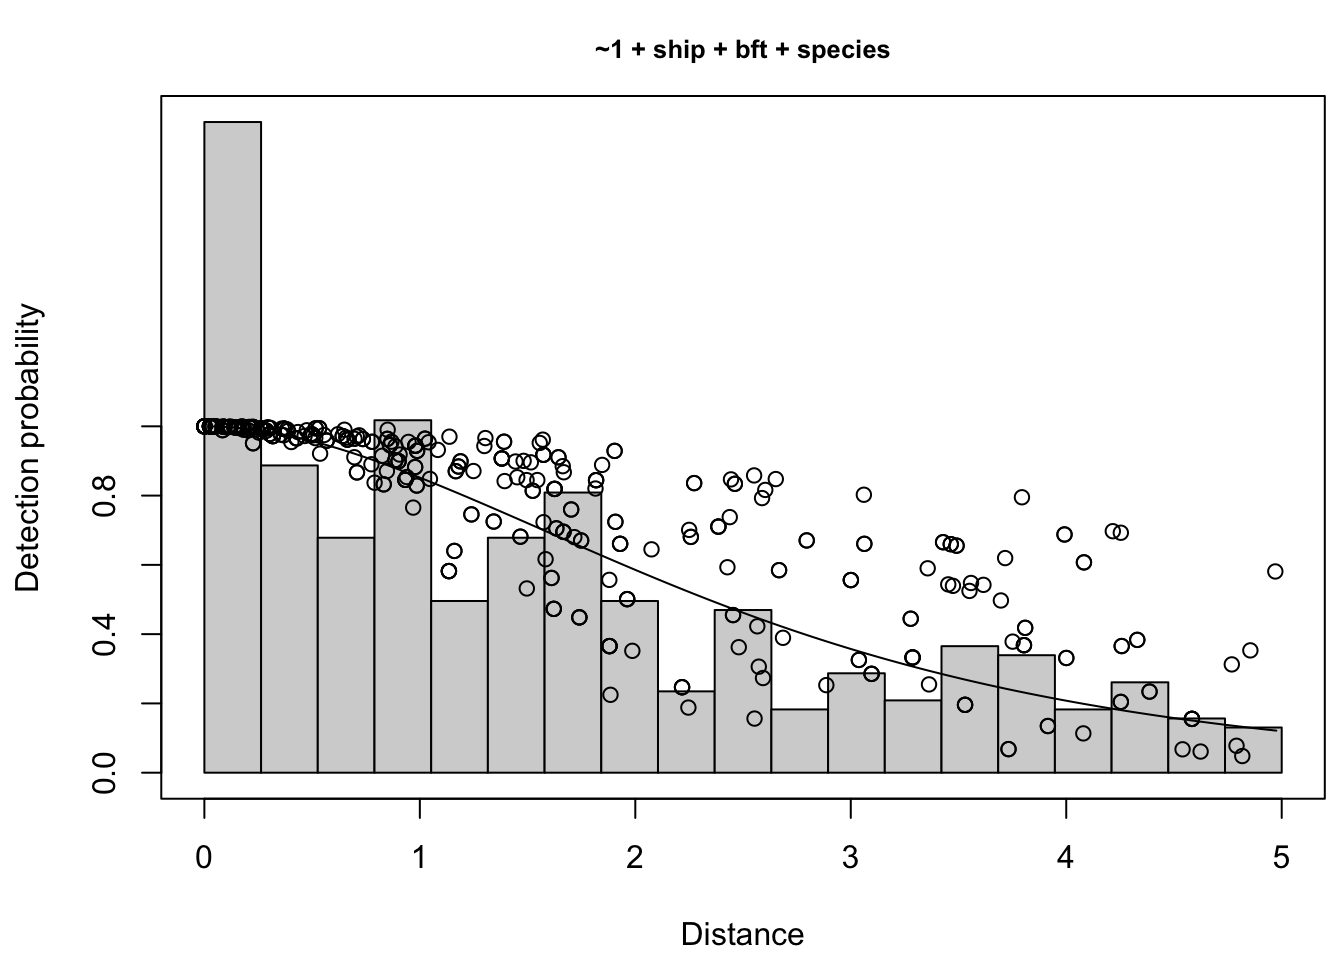 ~1 + ship + bft + species
Detection probability
0.8
0.4
0.0
0 1 2 3 4 5
Distance